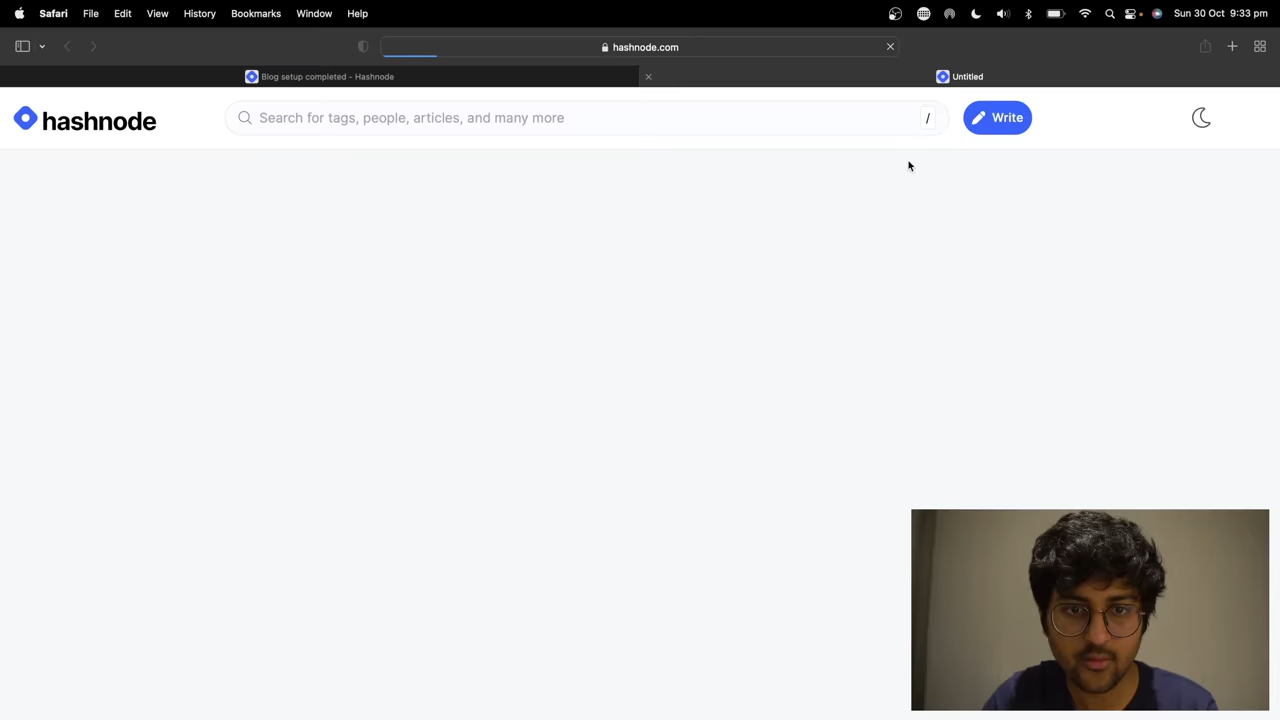 Safari File Edit View History Bookmarks Window Help Sun 30 Oct 9:33 pm
hashnode.com
Blog setup completed - Hashnode Untitled
hashnode Search for tags, people, articles, and many more / Write